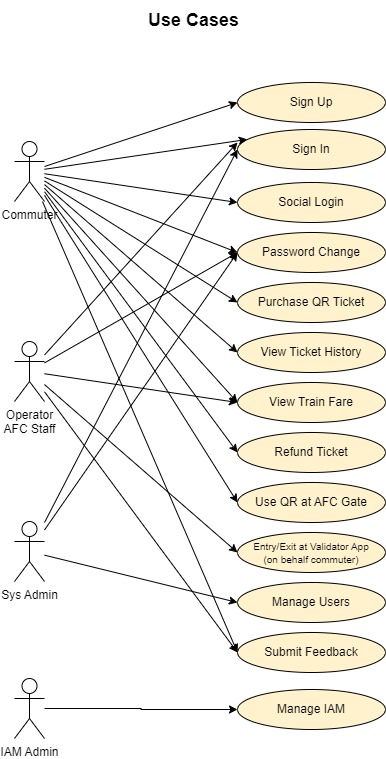 Use Cases
Sign Up
Sign In
Commuter
Social Login
Password Change
Purchase QR Ticket
View Ticket History
View Train Fare
Operator
AFC Staff
Refund Ticket
Use QR at AFC Gate
Entry/Exit at Validator App
(on behalf commuter)
Sys Admin
Manage Users
Submit Feedback
Manage IAM
IAM Admin